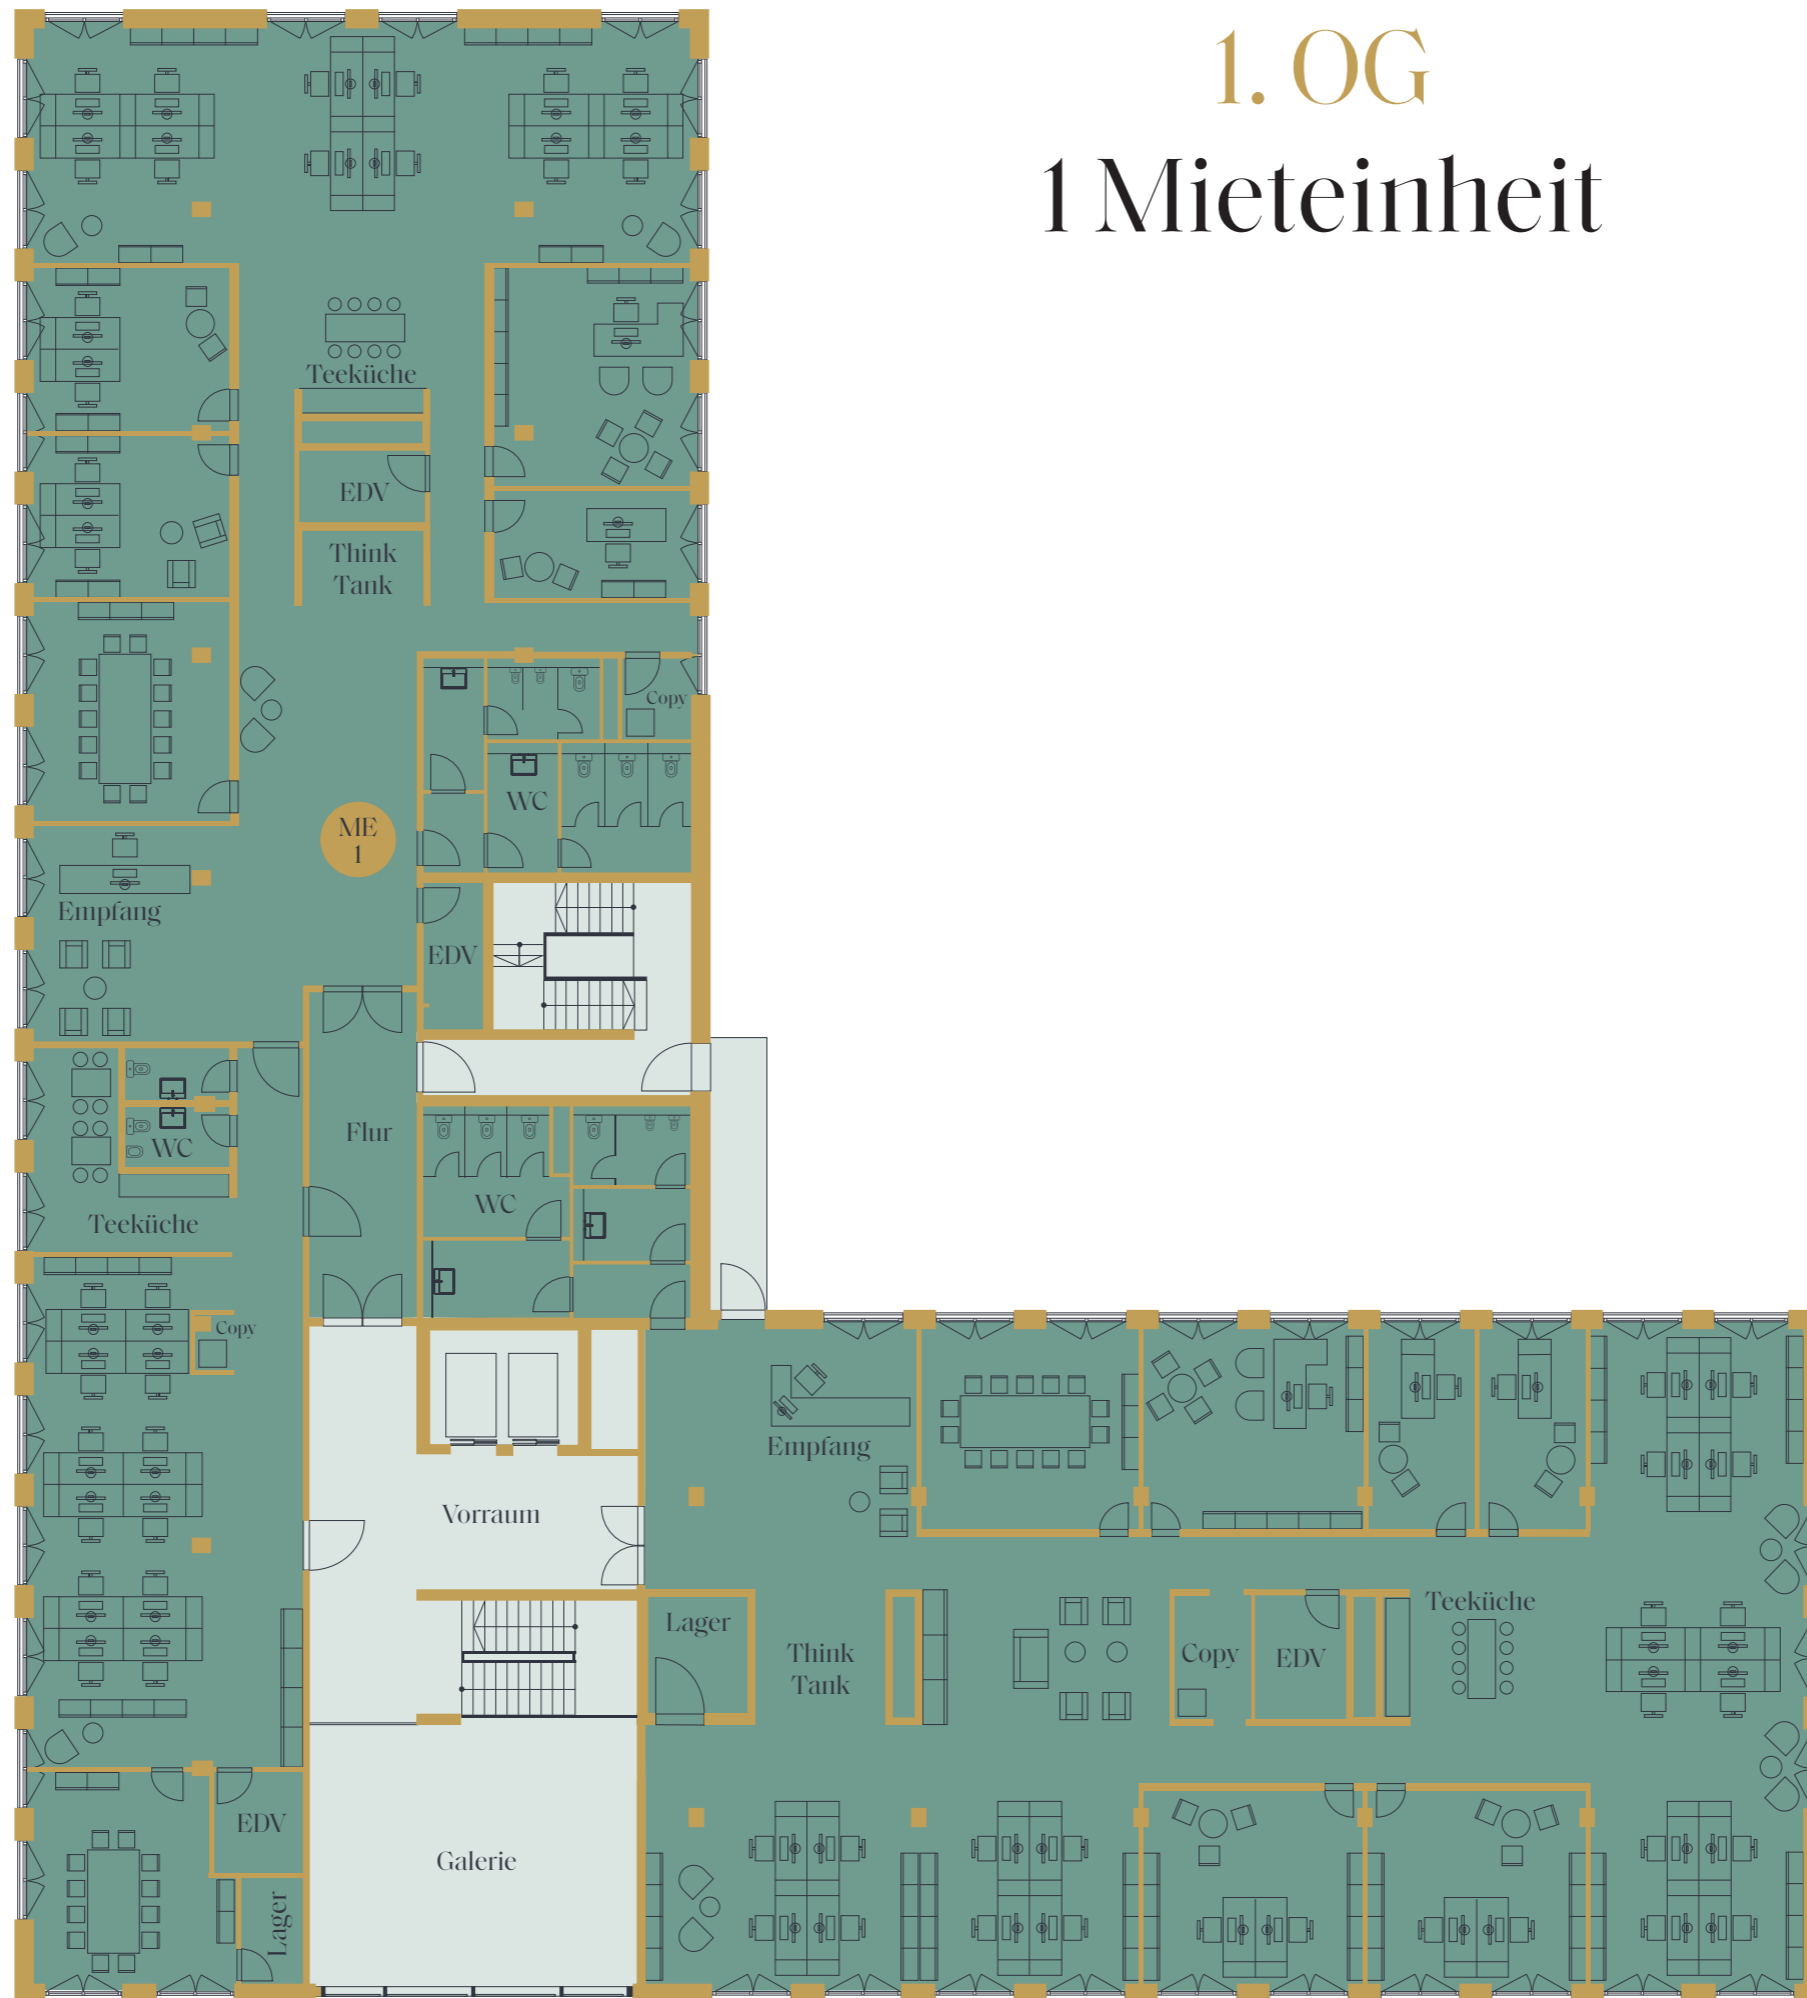 1. OG
1 Mieteinheit
Teeküche
EDV
Think
Tank
Copy
WC
ME
1
Empfang
EDV
Flur
WC
Teeküche
WC
Copy
Empfang
Vorraum
Lager
Think
Tank
Copy
EDV
Teeküche
EDV
Galerie
Lager